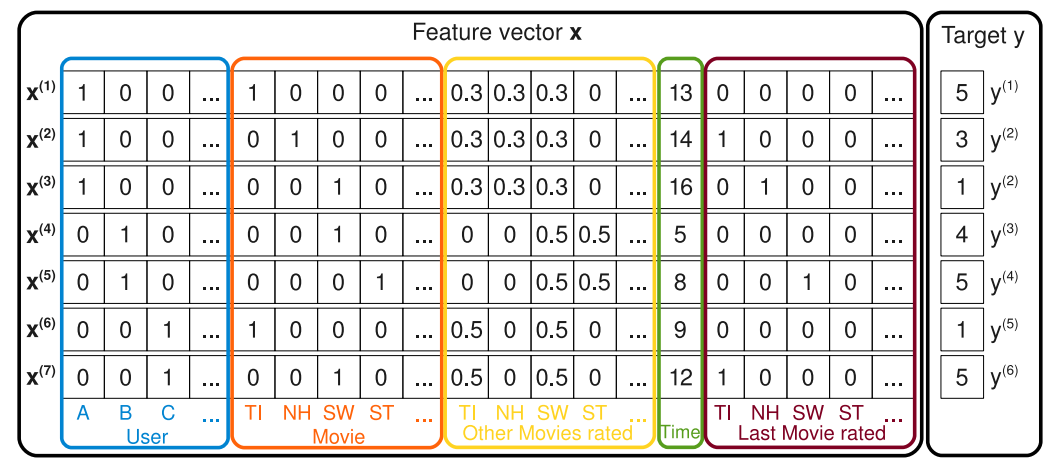 Feature vector x Target y
x(1) 1 0 0 ... 1 0 0 0 ... 0.3 0.3 0.3 0 ... 13 0 0 0 0 ... 5 y(1)
x(2) 1 0 0 ... 0 1 0 0 ... 0.3 0.3 0.3 0 ... 14 1 0 0 0 ... 3 y(2)
x(3) 1 0 0 ... 0 0 1 0 ... 0.3 0.3 0.3 0 ... 16 0 1 0 0 ... 1 y(2)
x(4) 0 1 0 ... 0 0 1 0 ... 0 0 0.5 0.5 ... 5 0 0 0 0 ... 4 y(3)
x(5) 0 1 0 ... 0 0 0 1 ... 0 0 0.5 0.5 ... 8 0 0 1 0 ... 5 y(4)
x(6) 0 0 1 ... 1 0 0 0 ... 0.5 0 0.5 0 ... 9 0 0 0 0 ... 1 y(5)
x(7) 0 0 1 ... 0 0 1 0 ... 0.5 0 0.5 0 ... 12 1 0 0 0 ... 5 y(6)
A B C ... TI NH SW ST ... TI NH SW ST ... TI NH SW ST ...
User Movie Other Movies rated Time Last Movie rated